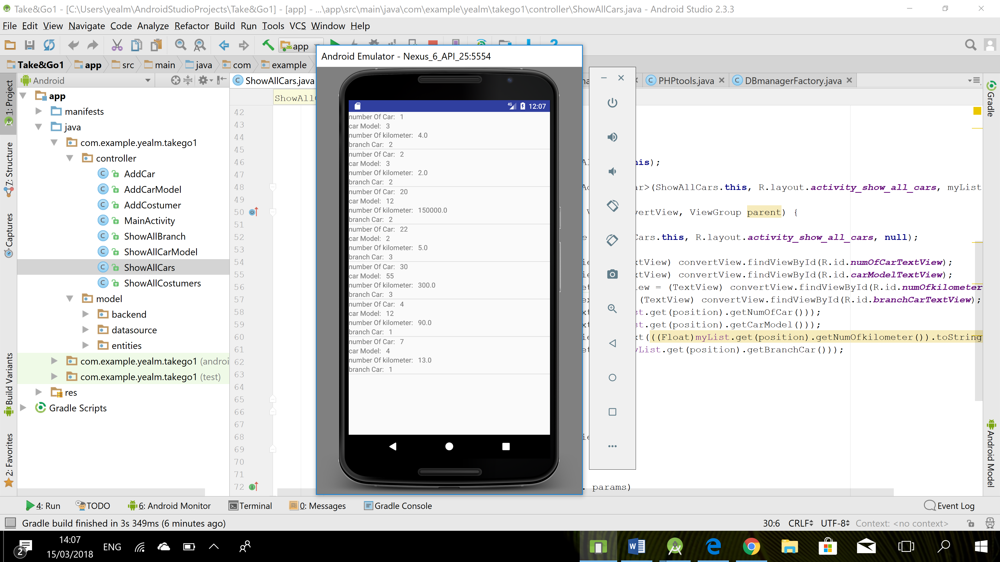 Take&Go1 - [C:\Users\yealm\AndroidStudioProjects\Take&Go1] - [app] - ...\app\src\main\java\com\example\yealm\takego1\controller\ShowAllCars.java - Android Studio 2.3.3
File Edit View Navigate Code Analyze Refactor Build Run Tools VCS Window Help
app
Take&Go1 app src main java com example
Android Emulator - Nexus_6_API_25:5554
Android
ShowAllCars.java
PHPtools.java
DBmanagerFactory.java
1: Project
7: Structure
Captures
Build Variants
2: Favorites
app
manifests
java
com.example.yealm.takego1
controller
AddCar
AddCarModel
AddCostumer
MainActivity
ShowAllBranch
ShowAllCarModel
ShowAllCars
ShowAllCostumers
model
backend
datasource
entities
com.example.yealm.takego1 (androi
com.example.yealm.takego1 (test)
res
Gradle Scripts
ShowAll
42
43
44
45
46
47
48
49
50
51
52
53
54
55
56
57
58
59
60
61
62
63
64
65
66
67
68
69
70
71
72
4G 12:07
number Of Car: 1
car Model: 3
number Of kilometer: 4.0
branch Car: 2
number Of Car: 2
car Model: 3
number Of kilometer: 2.0
branch Car: 2
number Of Car: 20
car Model: 12
number Of kilometer: 150000.0
branch Car: 2
number Of Car: 22
car Model: 2
number Of kilometer: 5.0
branch Car: 3
number Of Car: 30
car Model: 55
number Of kilometer: 300.0
branch Car: 3
number Of Car: 4
car Model: 12
number Of kilometer: 90.0
branch Car: 1
number Of Car: 7
car Model: 4
number Of kilometer: 13.0
branch Car: 1
his);
ar>(ShowAllCars.this, R.layout.activity_show_all_cars, myList
vertView, ViewGroup parent) {
Cars.this, R.layout.activity_show_all_cars, null);
xtView) convertView.findViewById(R.id.numOfCarTextView);
xtView) convertView.findViewById(R.id.carModelTextView);
iew = (TextView) convertView.findViewById(R.id.numOfkilometer
(TextView) convertView.findViewById(R.id.branchCarTextView);
st.get(position).getNumOfCar()));
st.get(position).getCarModel()));
xt(((Float)myList.get(position).getNumOfkilometer()).toString
yList.get(position).getBranchCar()));
params)
Gradle
Android Model
4: Run TODO 6: Android Monitor Terminal 0: Messages Gradle Console Event Log
Gradle build finished in 3s 349ms (6 minutes ago) 30:6 CRLF UTF-8 Context: <no context>
2
14:07
15/03/2018
ENG